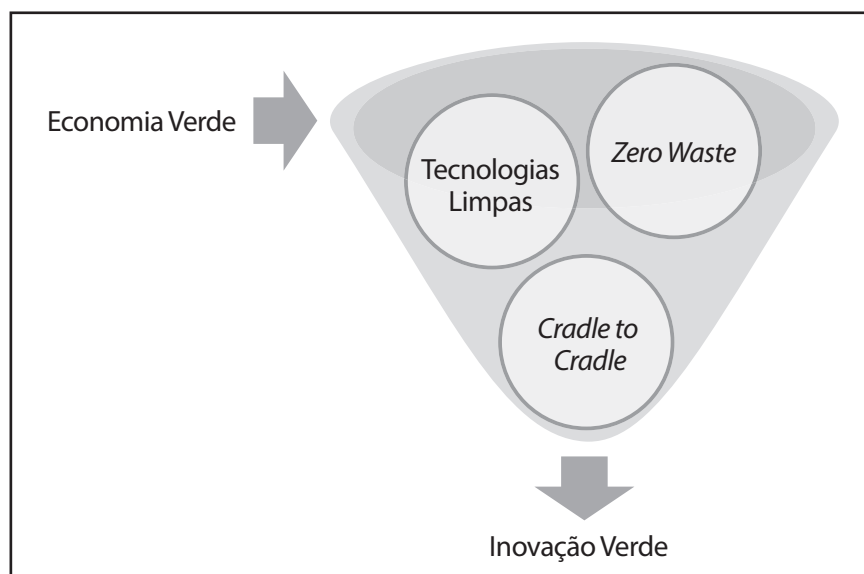 Economia Verde
Tecnologias
Limpas
Zero Waste
Cradle to
Cradle
Inovação Verde